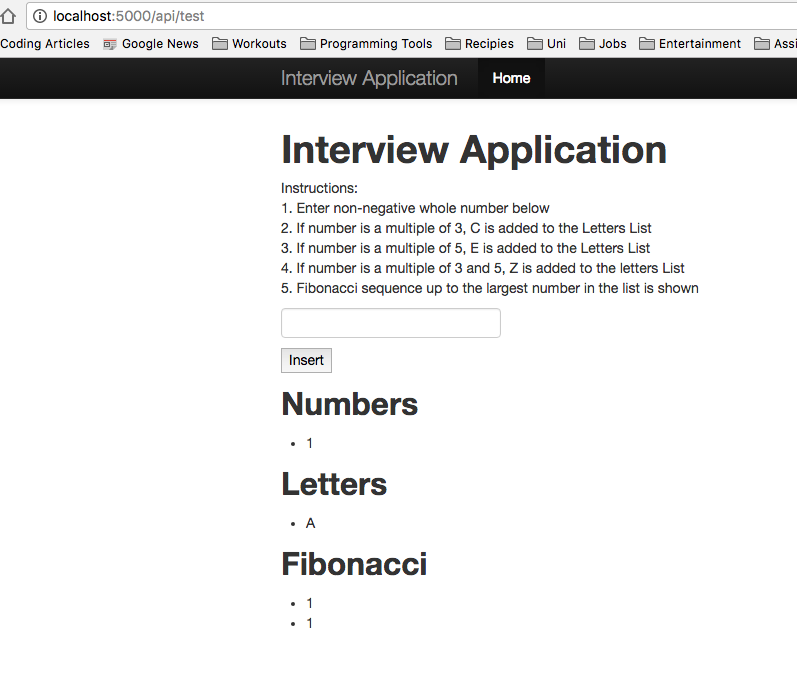 localhost:5000/api/test
Coding Articles Google News Workouts Programming Tools Recipies Uni Jobs Entertainment Assi
Interview Application Home
Interview Application
Instructions:
1. Enter non-negative whole number below
2. If number is a multiple of 3, C is added to the Letters List
3. If number is a multiple of 5, E is added to the Letters List
4. If number is a multiple of 3 and 5, Z is added to the letters List
5. Fibonacci sequence up to the largest number in the list is shown
Insert
Numbers
• 1
Letters
• A
Fibonacci
• 1
• 1